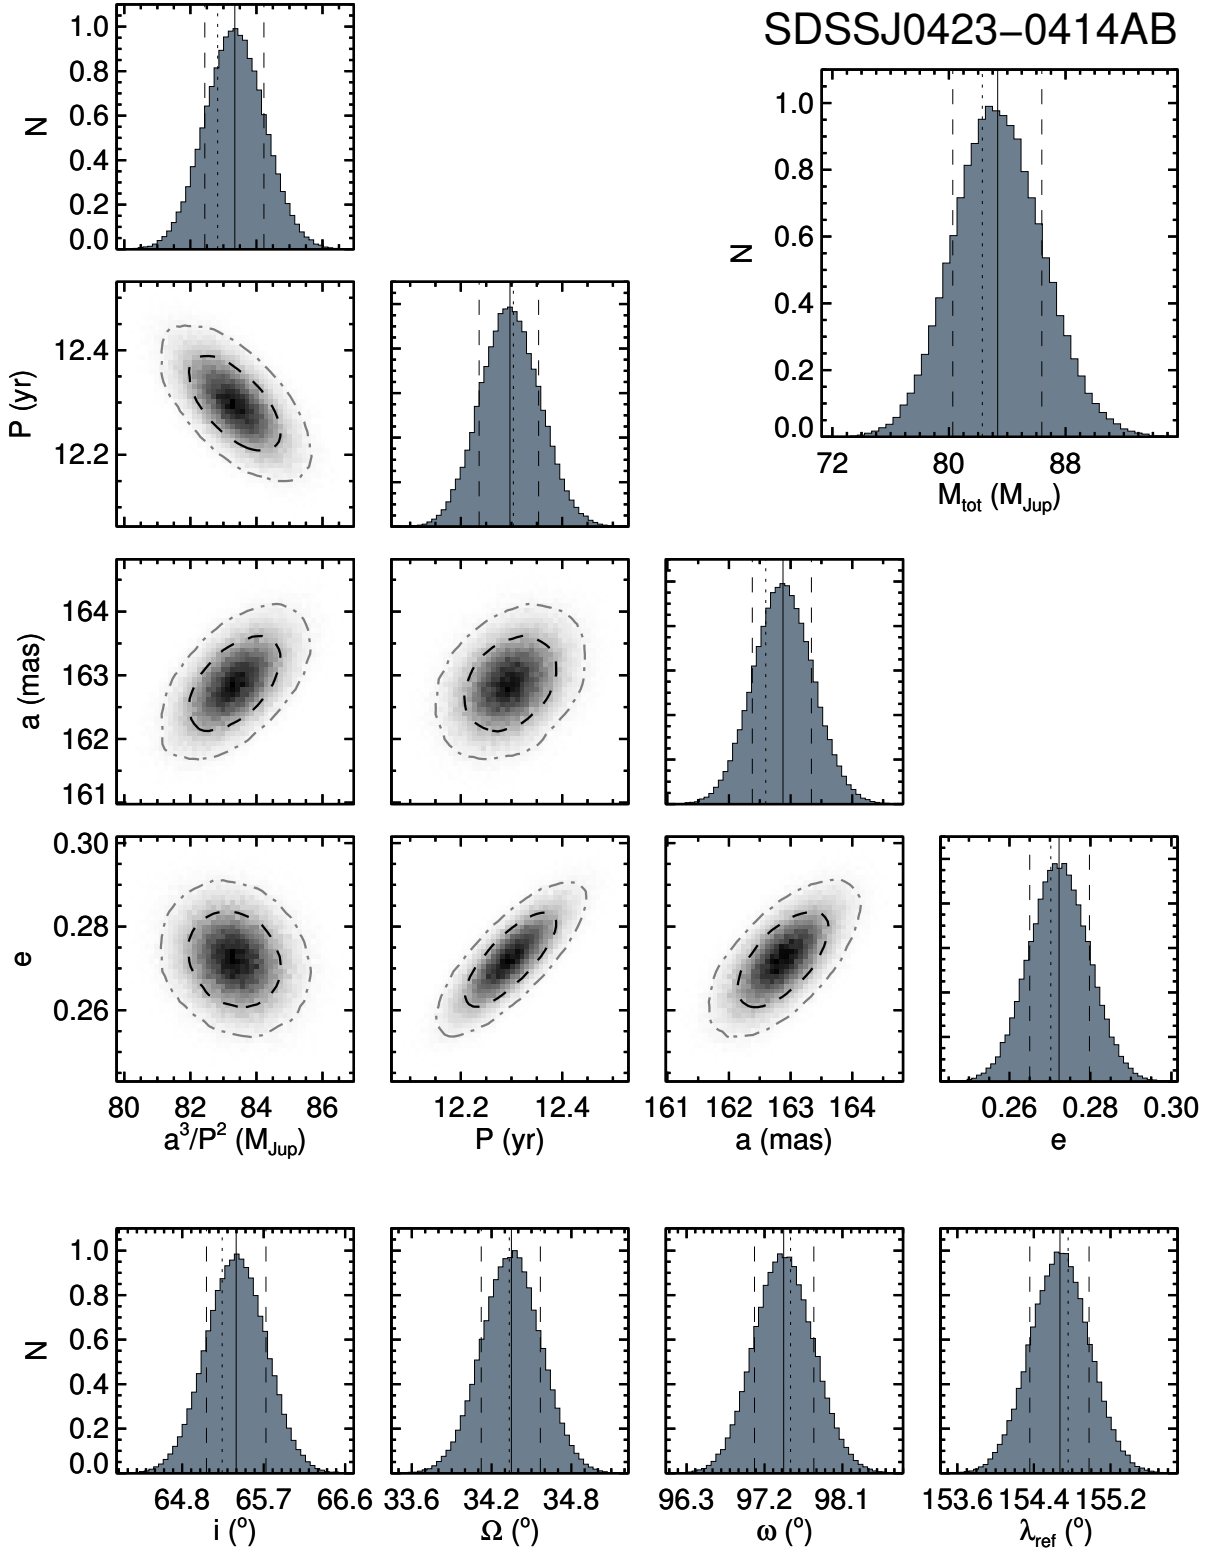 SDSSJ0423−0414AB
1.0
0.8
0.6
0.4
0.2
0.0
N
1.0
0.8
0.6
0.4
0.2
0.0
N
72 80 88
M_tot (M_Jup)
12.4
12.2
P (yr)
164
163
162
161
a (mas)
0.30
0.28
0.26
e
80 82 84 86
a³/P² (M_Jup)
12.2 12.4
P (yr)
161 162 163 164
a (mas)
0.26 0.28 0.30
e
1.0
0.8
0.6
0.4
0.2
0.0
N
64.8 65.7 66.6
i (°)
33.6 34.2 34.8
Ω (°)
96.3 97.2 98.1
ω (°)
153.6 154.4 155.2
λ_ref (°)